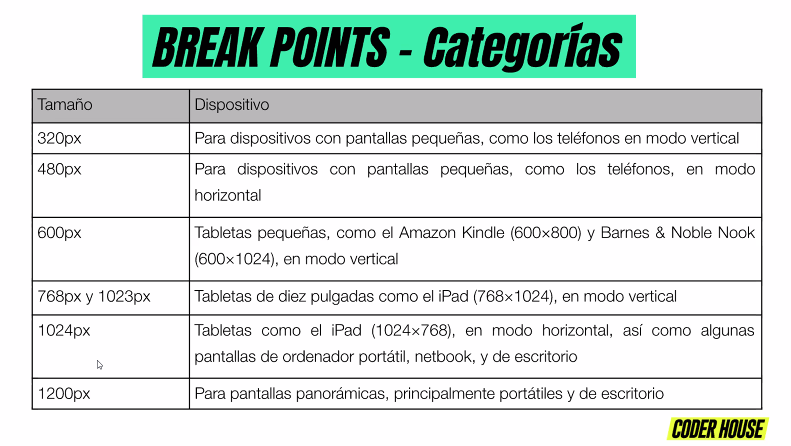 BREAK POINTS - Categorías
Tamaño Dispositivo
320px Para dispositivos con pantallas pequeñas, como los teléfonos en modo vertical
480px Para dispositivos con pantallas pequeñas, como los teléfonos, en modo
horizontal
600px Tabletas pequeñas, como el Amazon Kindle (600×800) y Barnes & Noble Nook
(600×1024), en modo vertical
768px y 1023px Tabletas de diez pulgadas como el iPad (768×1024), en modo vertical
1024px Tabletas como el iPad (1024×768), en modo horizontal, así como algunas
pantallas de ordenador portátil, netbook, y de escritorio
1200px Para pantallas panorámicas, principalmente portátiles y de escritorio
CODER HOUSE